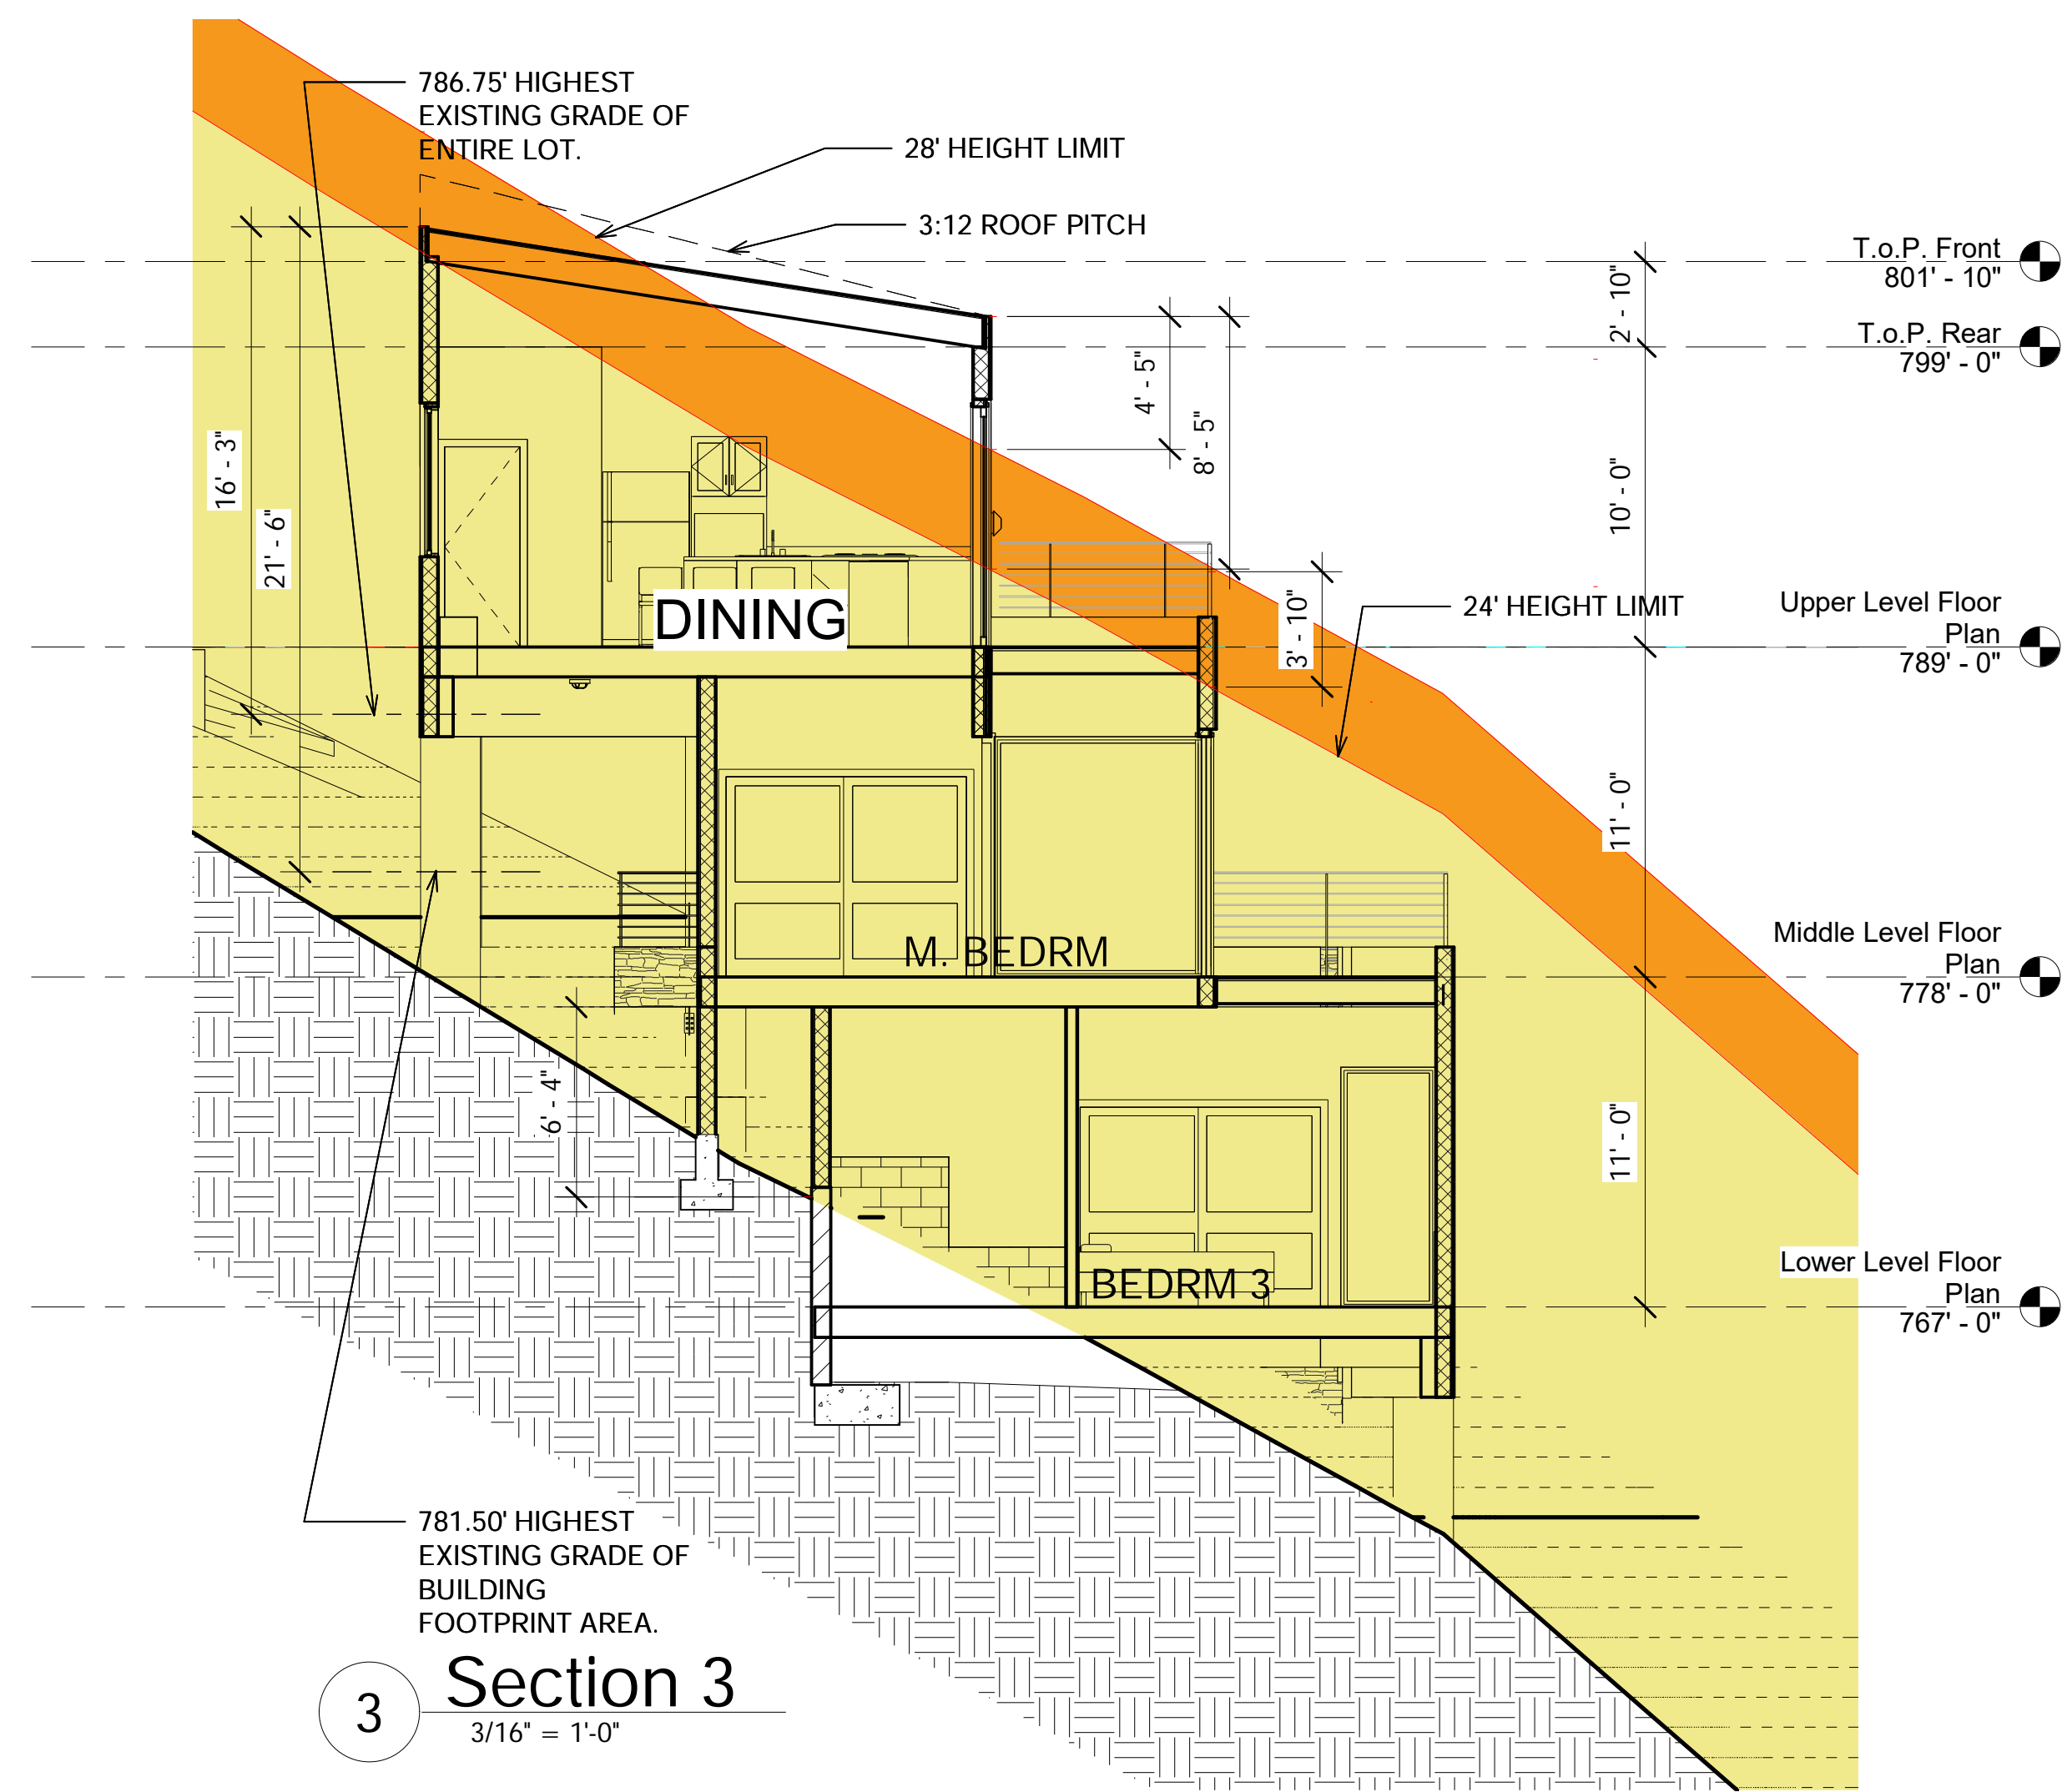 786.75' HIGHEST
EXISTING GRADE OF
ENTIRE LOT.
28' HEIGHT LIMIT
3:12 ROOF PITCH
T.o.P. Front
801' - 10"
2' - 10"
T.o.P. Rear
799' - 0"
4' - 5"
8' - 5"
16' - 3"
21' - 6"
10' - 0"
DINING
3' - 10"
24' HEIGHT LIMIT
Upper Level Floor
Plan
789' - 0"
11' - 0"
M. BEDRM
Middle Level Floor
Plan
778' - 0"
6' - 4"
11' - 0"
BEDRM 3
Lower Level Floor
Plan
767' - 0"
781.50' HIGHEST
EXISTING GRADE OF
BUILDING
FOOTPRINT AREA.
3
Section 3
3/16" = 1'-0"